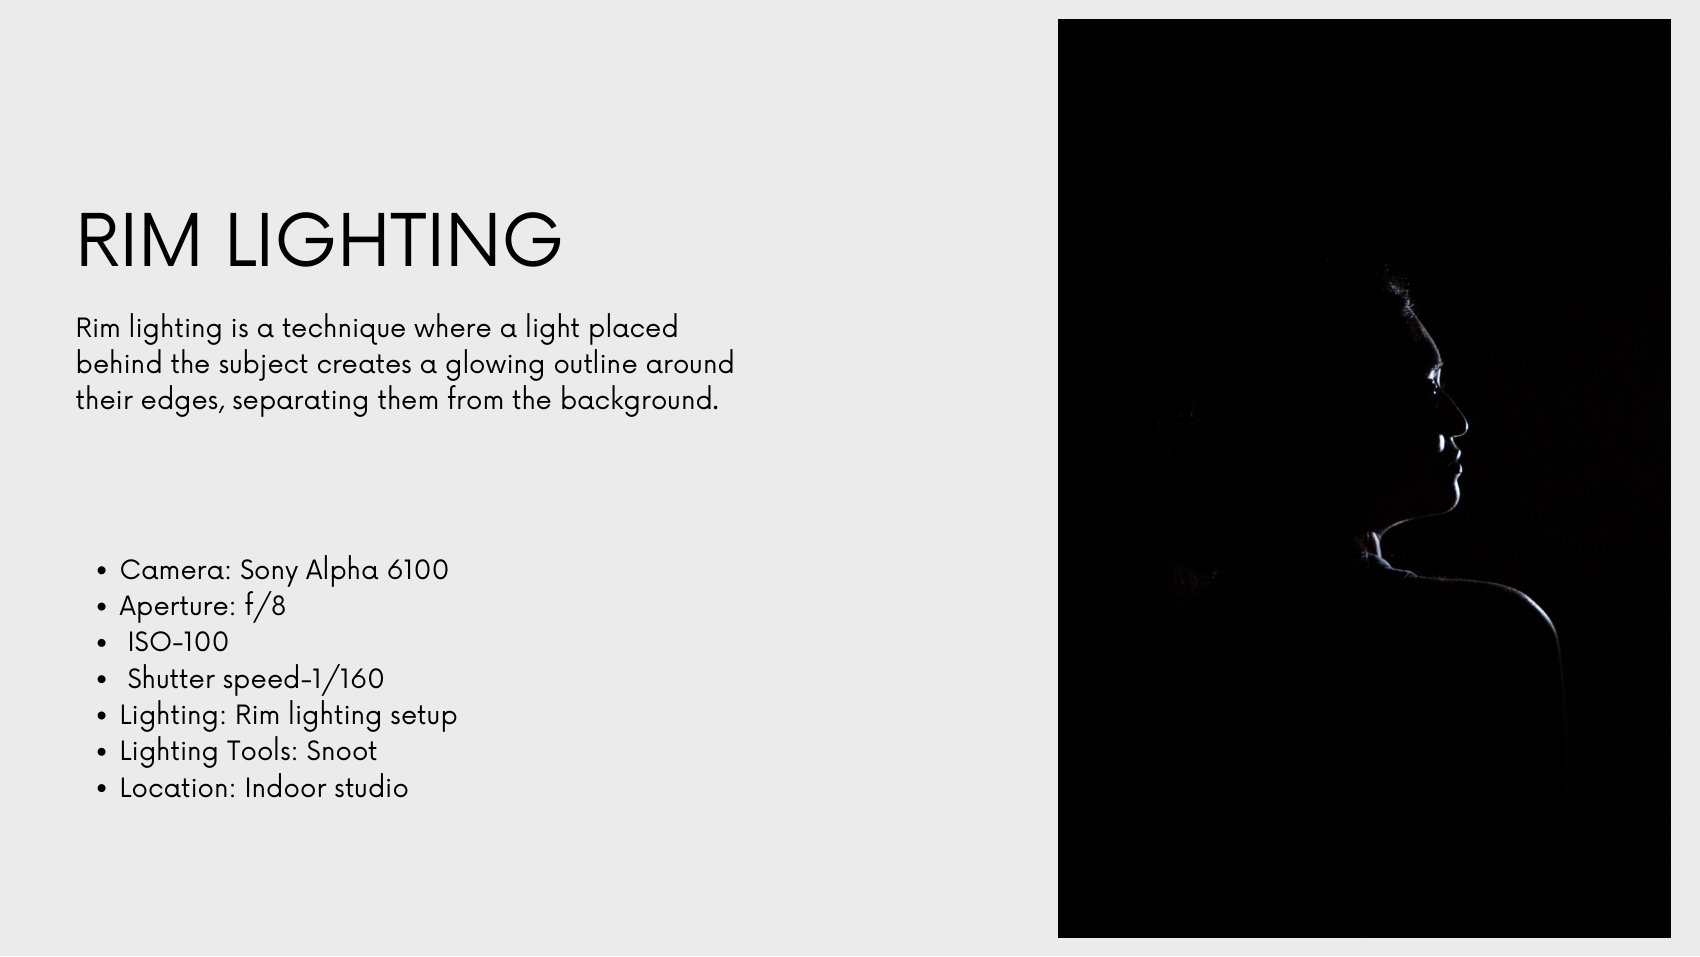 RIM LIGHTING
Rim lighting is a technique where a light placed
behind the subject creates a glowing outline around
their edges, separating them from the background.
• Camera: Sony Alpha 6100
• Aperture: f/8
• ISO-100
• Shutter speed-1/160
• Lighting: Rim lighting setup
• Lighting Tools: Snoot
• Location: Indoor studio